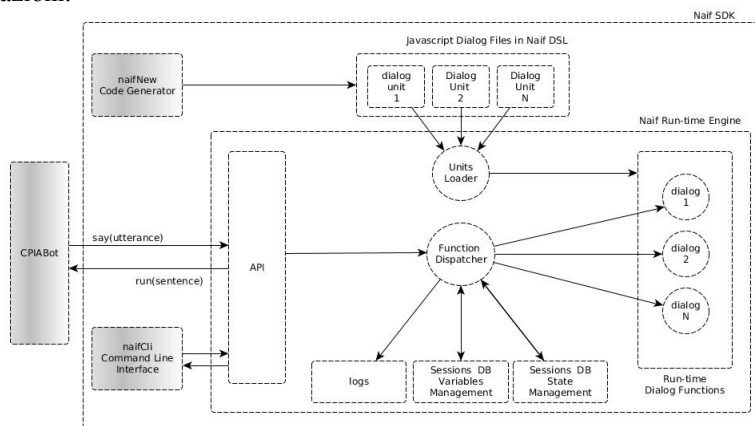 Naif SDK
Javascript Dialog Files in Naif DSL
naifNew
Code Generator
dialog
unit
1
Dialog
Unit
2
Dialog
Unit
N
Naif Run-time Engine
Units
Loader
CPIABot
say(utterance)
run(sentence)
API
Function
Dispatcher
dialog
1
dialog
2
dialog
N
naifCli
Command Line
Interface
logs
Sessions DB
Variables
Management
Sessions DB
State
Management
Run-time
Dialog Functions